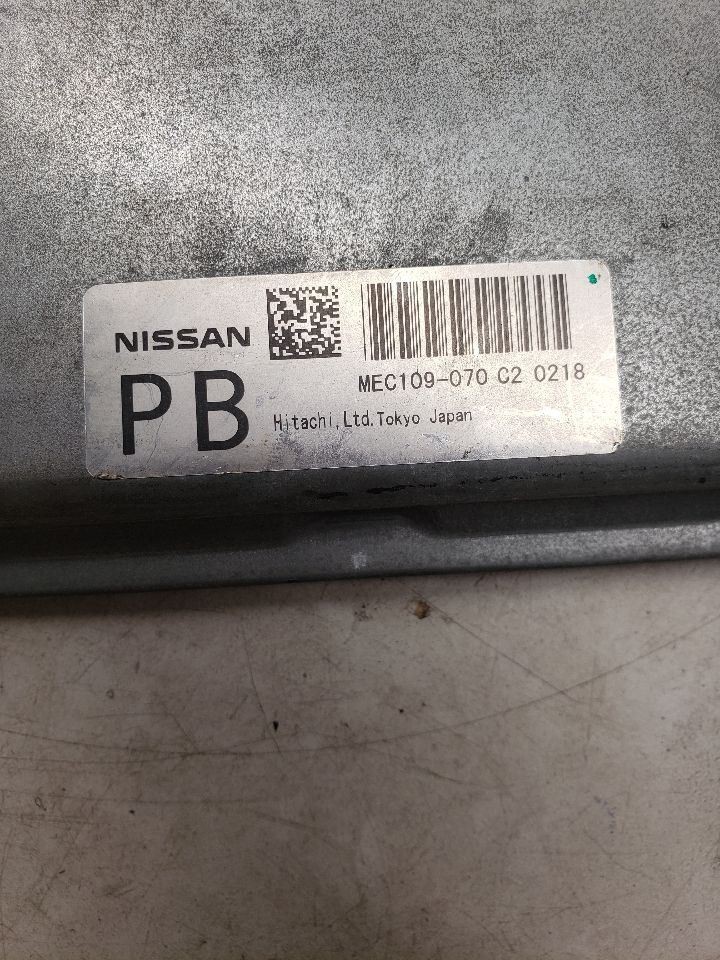 NISSAN
MEC109-070 C2 0218
PB
Hitachi,Ltd.Tokyo Japan